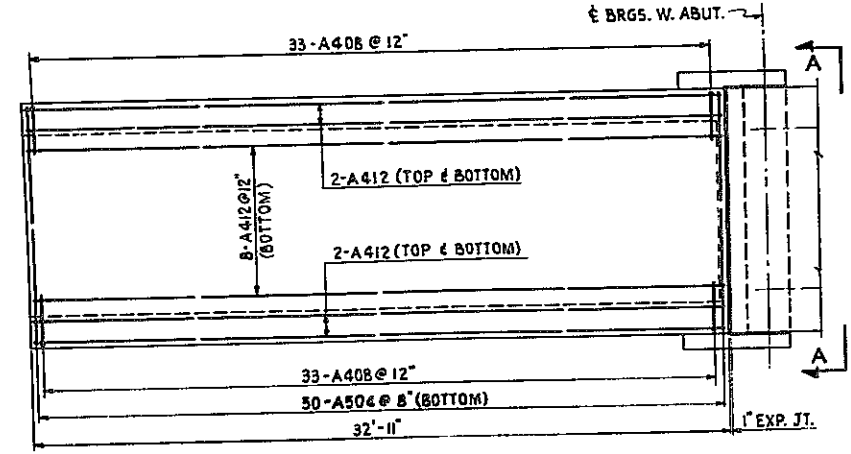 ₵ BRGS. W. ABUT.
33-A408 @ 12"
A
2-A412 (TOP & BOTTOM)
8-A412@12"
(BOTTOM)
2-A412 (TOP & BOTTOM)
A
33-A408@ 12"
50-A504 @ 8" (BOTTOM)
32'-11"
1" EXP. JT.